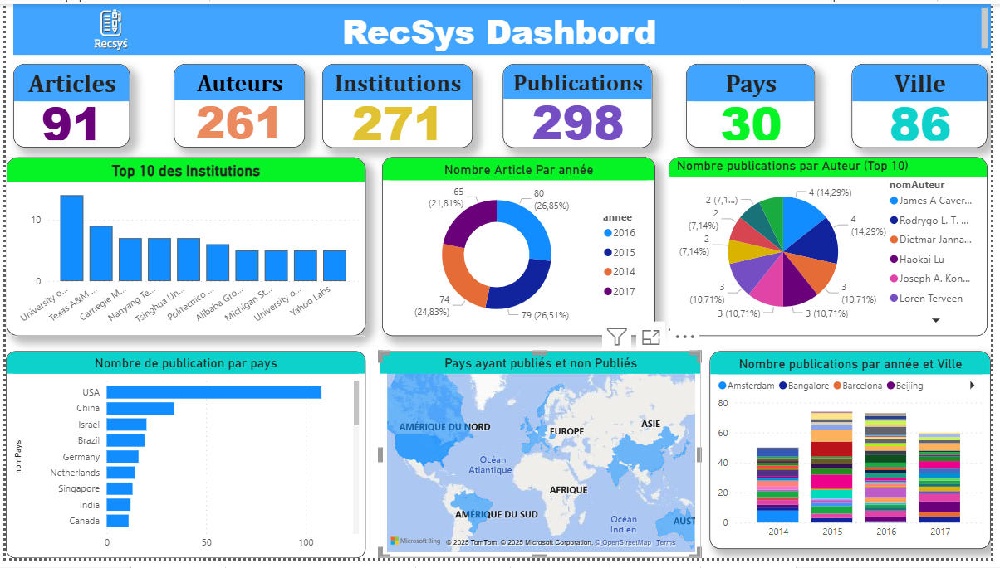 RecSys Dashbord
Recsys
Articles
91
Auteurs
261
Institutions
271
Publications
298
Pays
30
Ville
86
Top 10 des Institutions
10
0
University o...
Texas A&M ...
Carnegie M...
Nanyang Te...
Tsinghua Un...
Politecnico ...
Alibaba Gro...
Michigan St...
University o...
Yahoo Labs
Nombre Article Par année
65
(21,81%)
80
(26,85%)
74
(24,83%)
79 (26,51%)
annee
2016
2015
2014
2017
Nombre publications par Auteur (Top 10)
4 (14,29%)
4
(14,29%)
3
(10,71%)
3 (10,71%)
3 (10,71%)
3
(10,71%)
2
(7,14%)
2
(7,14%)
2 (7,1...)
nomAuteur
James A Caver...
Rodrygo L. T. ...
Dietmar Janna...
Haokai Lu
Joseph A. Kon...
Loren Terveen
Nombre de publication par pays
nomPays
USA
China
Israel
Brazil
Germany
Netherlands
Singapore
India
Canada
0
50
100
Pays ayant publiés et non Publiés
AMÉRIQUE DU NORD
EUROPE
ASIE
Océan
Atlantique
AFRIQUE
AMÉRIQUE DU SUD
Océan
Indien
AUST
Microsoft Bing
© 2025 TomTom, © 2025 Microsoft Corporation, © OpenStreetMap Terms
Nombre publications par année et Ville
Amsterdam
Bangalore
Barcelona
Beijing
80
60
40
20
0
2014
2015
2016
2017